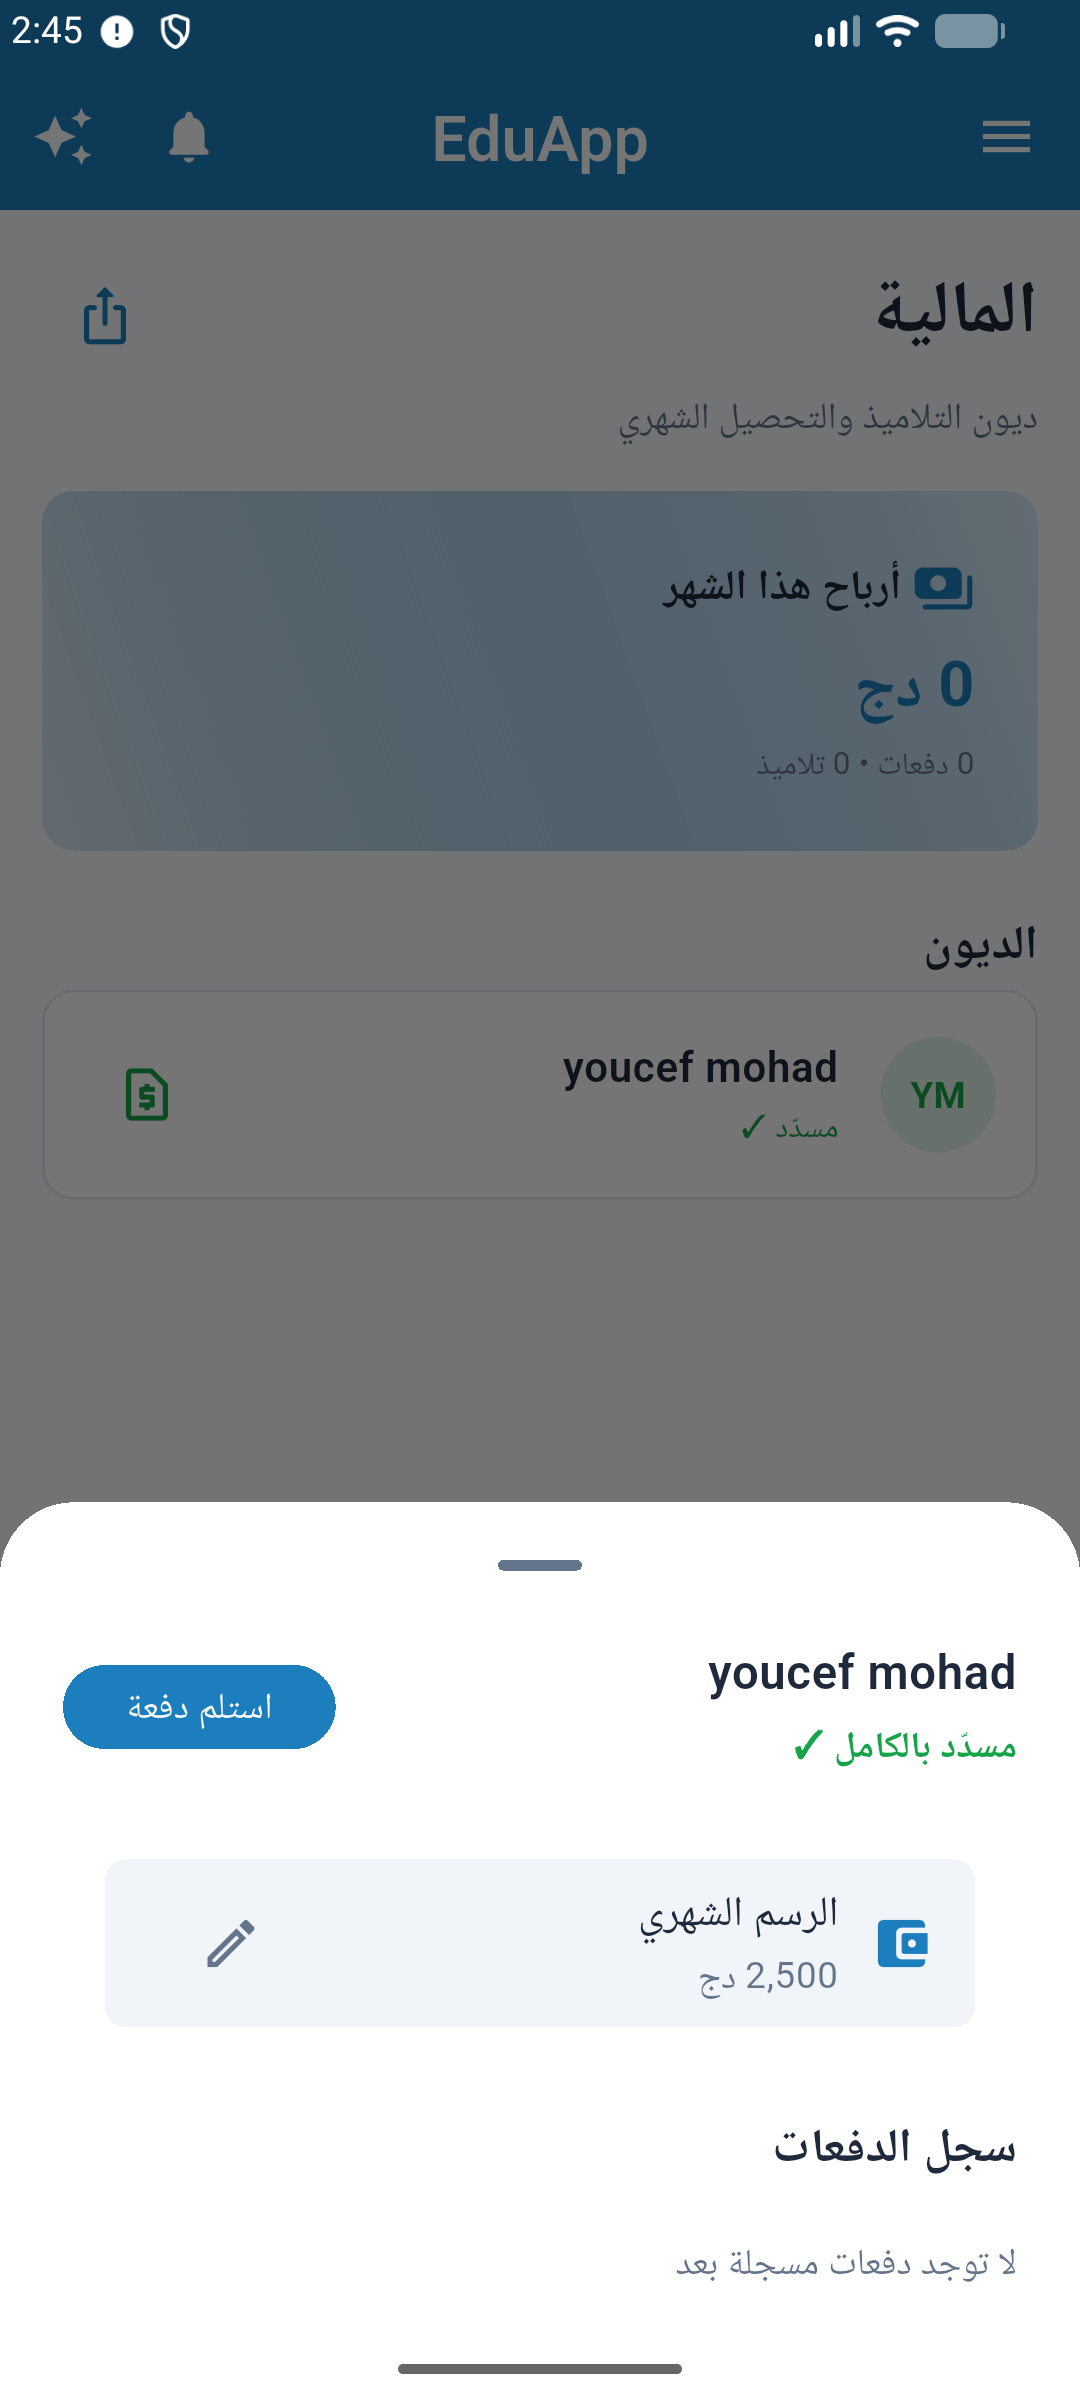 2:45
EduApp
المالية
ديون التلاميذ والتحصيل الشهري
أرباح هذا الشهر
0 دج
0 دفعات • 0 تلاميذ
الديون
YM
youcef mohad
مسدّد ✓
youcef mohad
مسدّد بالكامل ✓
استلم دفعة
الرسم الشهري
2,500 دج
سجل الدفعات
لا توجد دفعات مسجلة بعد